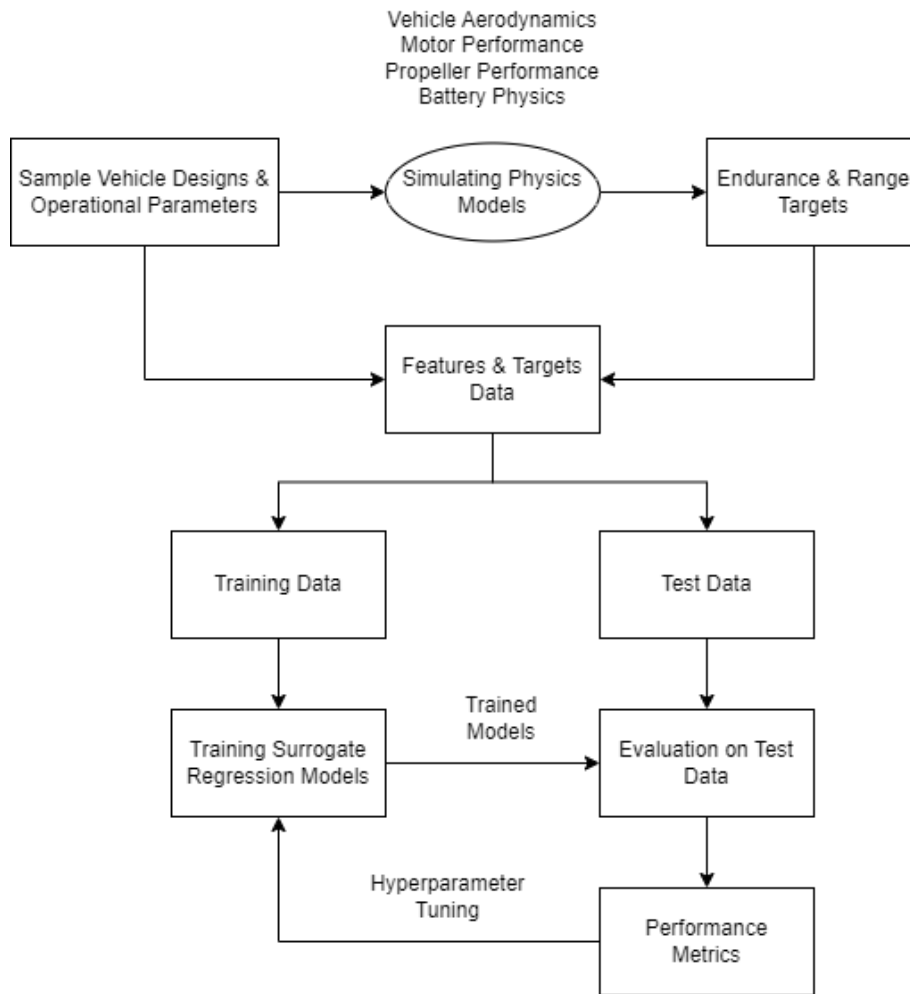 Vehicle Aerodynamics
Motor Performance
Propeller Performance
Battery Physics
Sample Vehicle Designs &
Operational Parameters
Simulating Physics
Models
Endurance & Range
Targets
Features & Targets
Data
Training Data
Test Data
Training Surrogate
Regression Models
Trained
Models
Evaluation on Test
Data
Hyperparameter
Tuning
Performance
Metrics